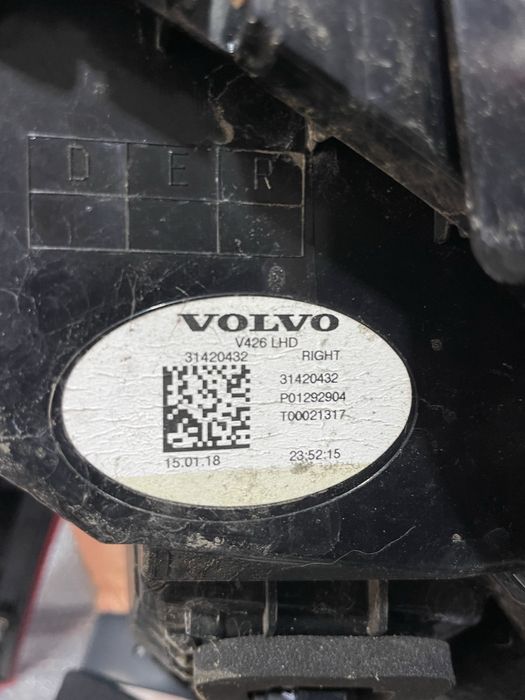 D E R
VOLVO
V426 LHD
31420432 RIGHT
31420432
P01292904
T00021317
15.01.18 23:52:15